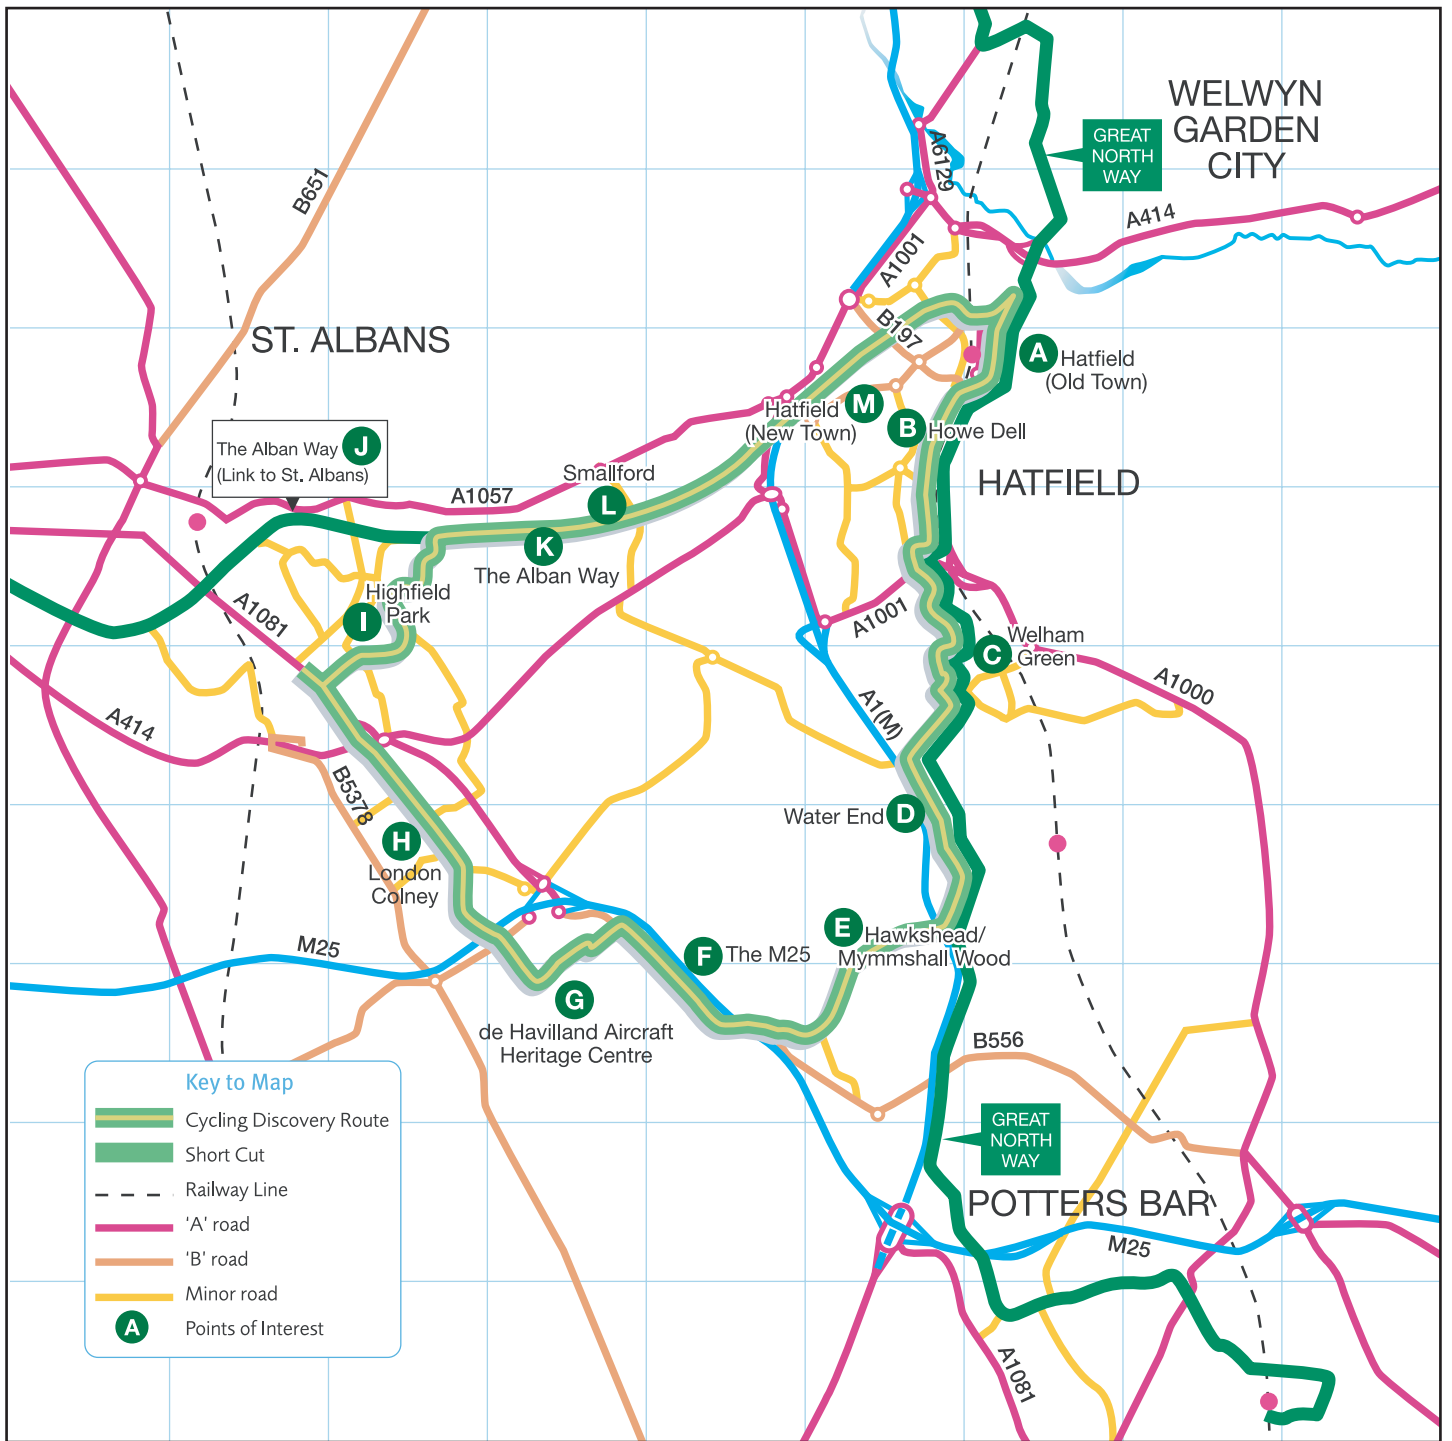 WELWYN
GARDEN
CITY
GREAT
NORTH
WAY
A6129
A414
B651
A1001
ST. ALBANS
B197
A
Hatfield
(Old Town)
M
Hatfield
(New Town)
B
Howe Dell
The Alban Way
J
(Link to St. Albans)
HATFIELD
Smallford
L
A1057
K
The Alban Way
Highfield
Park
I
A1081
A1001
Welham
Green
C
A1000
A414
A1(M)
B5378
Water End
D
H
London
Colney
M25
E
Hawkshead/
Mymmshall Wood
F
The M25
G
de Havilland Aircraft
Heritage Centre
B556
Key to Map
Cycling Discovery Route
Short Cut
Railway Line
'A' road
'B' road
Minor road
A
Points of Interest
GREAT
NORTH
WAY
POTTERS BAR
M25
A1081